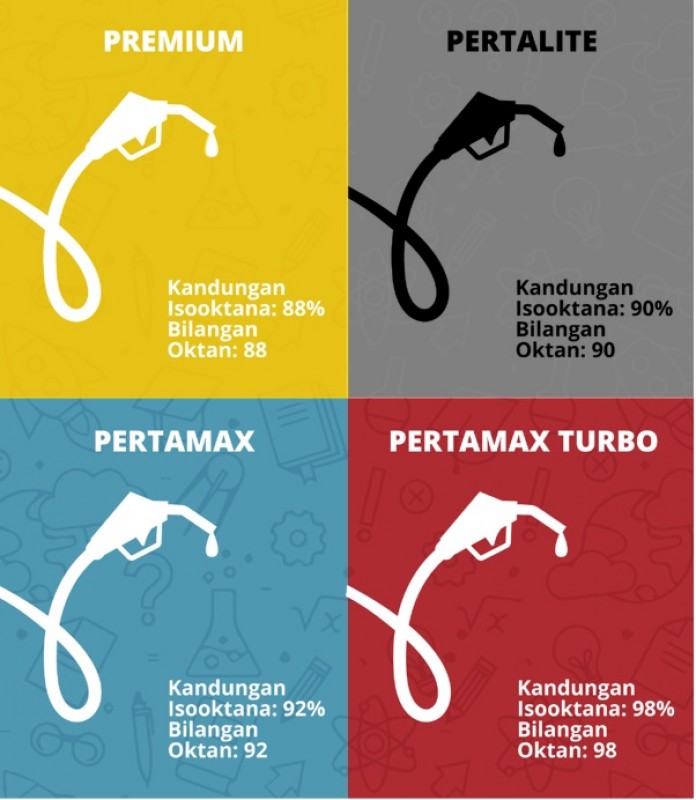 PREMIUM
Kandungan
Isooktana: 88%
Bilangan
Oktan: 88
PERTALITE
Kandungan
Isooktana: 90%
Bilangan
Oktan: 90
PERTAMAX
Kandungan
Isooktana: 92%
Bilangan
Oktan: 92
PERTAMAX TURBO
Kandungan
Isooktana: 98%
Bilangan
Oktan: 98